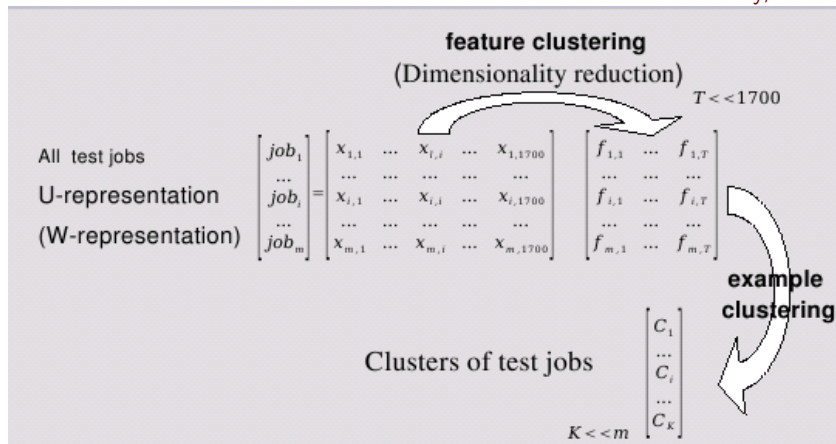 feature clustering
(Dimensionality reduction)
T<<1700
All test jobs
U-representation
(W-representation)
[job₁ ... jobᵢ ... jobₘ] =
x₁,₁ ... xᵢ,ᵢ ... x₁,₁₇₀₀
... ... ... ... ...
xᵢ,₁ ... xᵢ,ᵢ ... xᵢ,₁₇₀₀
... ... ... ... ...
xₘ,₁ ... xₘ,ᵢ ... xₘ,₁₇₀₀
f₁,₁ ... f₁,T
... ... ...
fᵢ,₁ ... fᵢ,T
... ... ...
fₘ,₁ ... fₘ,T
example
clustering
Clusters of test jobs
C₁
...
Cᵢ
...
C_K
K<<m